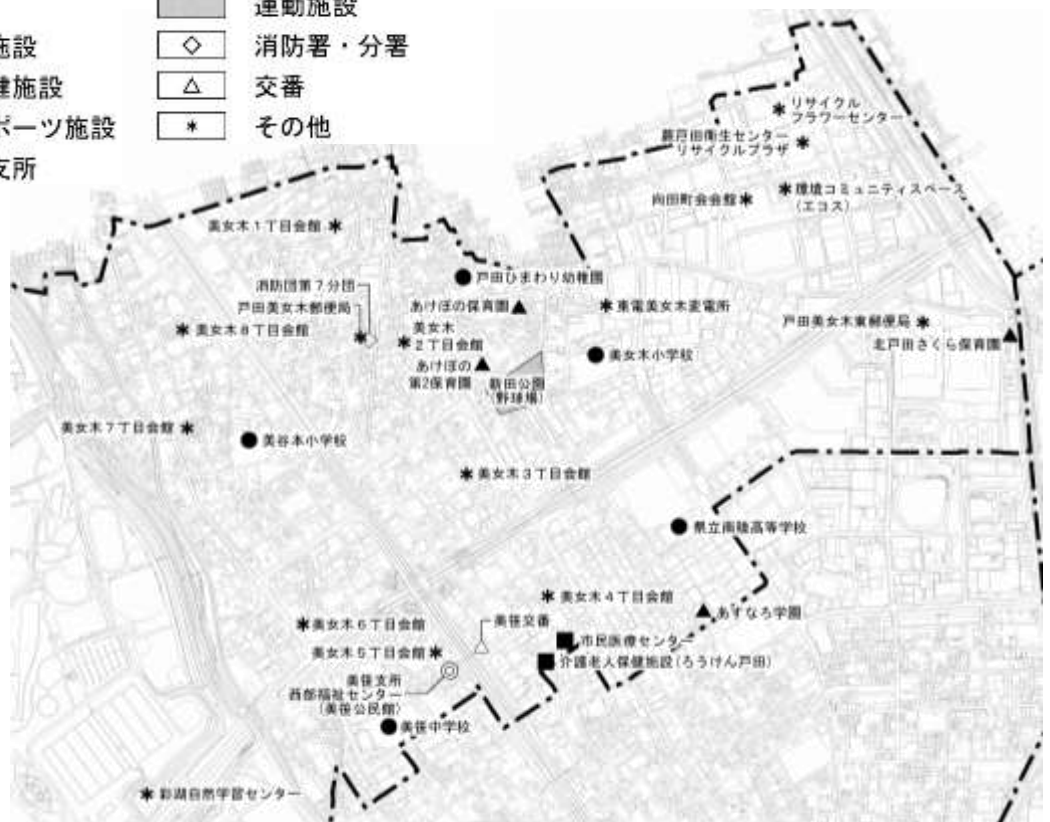 運動施設
施設
消防署・分署
健施設
交番
ポーツ施設
その他
支所
リサイクル
フラワーセンター
蕨戸田衛生センター
リサイクルプラザ
環境コミュニティスペース
(エコス)
向田町会会館
美女木1丁目会館
戸田ひまわり幼稚園
消防団第7分団
戸田美女木郵便局
あけぼの保育園
東電美女木変電所
美女木8丁目会館
美女木
2丁目会館
戸田美女木東郵便局
北戸田さくら保育園
美女木小学校
あけぼの
第2保育園
新田公園
(野球場)
美女木7丁目会館
美谷本小学校
美女木3丁目会館
県立南稜高等学校
美女木4丁目会館
あすなろ学園
美女木6丁目会館
美笹交番
市民医療センター
美女木5丁目会館
介護老人保健施設(ろうけん戸田)
美笹支所
西部福祉センター
(美笹公民館)
美笹中学校
彩湖自然学習センター